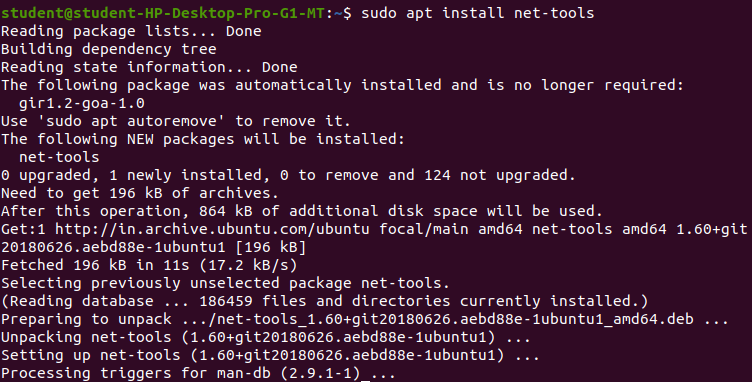 student@student-HP-Desktop-Pro-G1-MT:~$ sudo apt install net-tools
Reading package lists... Done
Building dependency tree
Reading state information... Done
The following package was automatically installed and is no longer required:
  gir1.2-goa-1.0
Use 'sudo apt autoremove' to remove it.
The following NEW packages will be installed:
  net-tools
0 upgraded, 1 newly installed, 0 to remove and 124 not upgraded.
Need to get 196 kB of archives.
After this operation, 864 kB of additional disk space will be used.
Get:1 http://in.archive.ubuntu.com/ubuntu focal/main amd64 net-tools amd64 1.60+git
20180626.aebd88e-1ubuntu1 [196 kB]
Fetched 196 kB in 11s (17.2 kB/s)
Selecting previously unselected package net-tools.
(Reading database ... 186459 files and directories currently installed.)
Preparing to unpack .../net-tools_1.60+git20180626.aebd88e-1ubuntu1_amd64.deb ...
Unpacking net-tools (1.60+git20180626.aebd88e-1ubuntu1) ...
Setting up net-tools (1.60+git20180626.aebd88e-1ubuntu1) ...
Processing triggers for man-db (2.9.1-1) ...